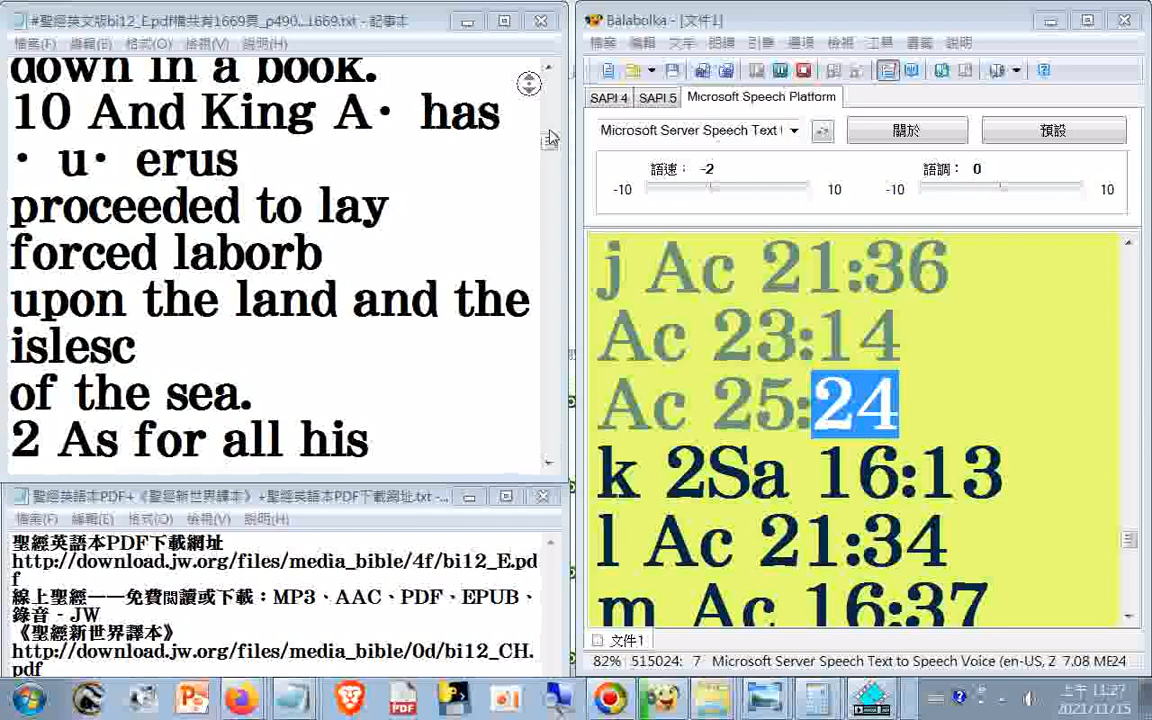 #聖經英文版bi12_E.pdf檔共有1669頁_p490...1669.txt - 記事本
檔案(F) 編輯(E) 格式(O) 檢視(V) 說明(H)
down in a book.
10 And King A· has
· u· erus
proceeded to lay
forced laborb
upon the land and the
islesc
of the sea.
2 As for all his
聖經英語本PDF+《聖經新世界譯本》+聖經英語本PDF下載網址.txt -...
檔案(F) 編輯(E) 格式(O) 檢視(V) 說明(H)
聖經英語本PDF下載網址
http://download.jw.org/files/media_bible/4f/bi12_E.pd
f
線上聖經——免費閱讀或下載：MP3、AAC、PDF、EPUB、
錄音 - JW
《聖經新世界譯本》
http://download.jw.org/files/media_bible/0d/bi12_CH.
pdf
Balabolka - [文件1]
檔案 編輯 文字 朗讀 引擎 選項 檢視 工具 書籤 說明
SAPI 4 SAPI 5 Microsoft Speech Platform
Microsoft Server Speech Text
關於 預設
語速： -2 語調： 0
-10 10 -10 10
j Ac 21:36
Ac 23:14
Ac 25:24
k 2Sa 16:13
l Ac 21:34
m Ac 16:37
文件1
82% 515024: 7 Microsoft Server Speech Text to Speech Voice (en-US, Z 7.08 ME24
上午 11:27
2021/11/15